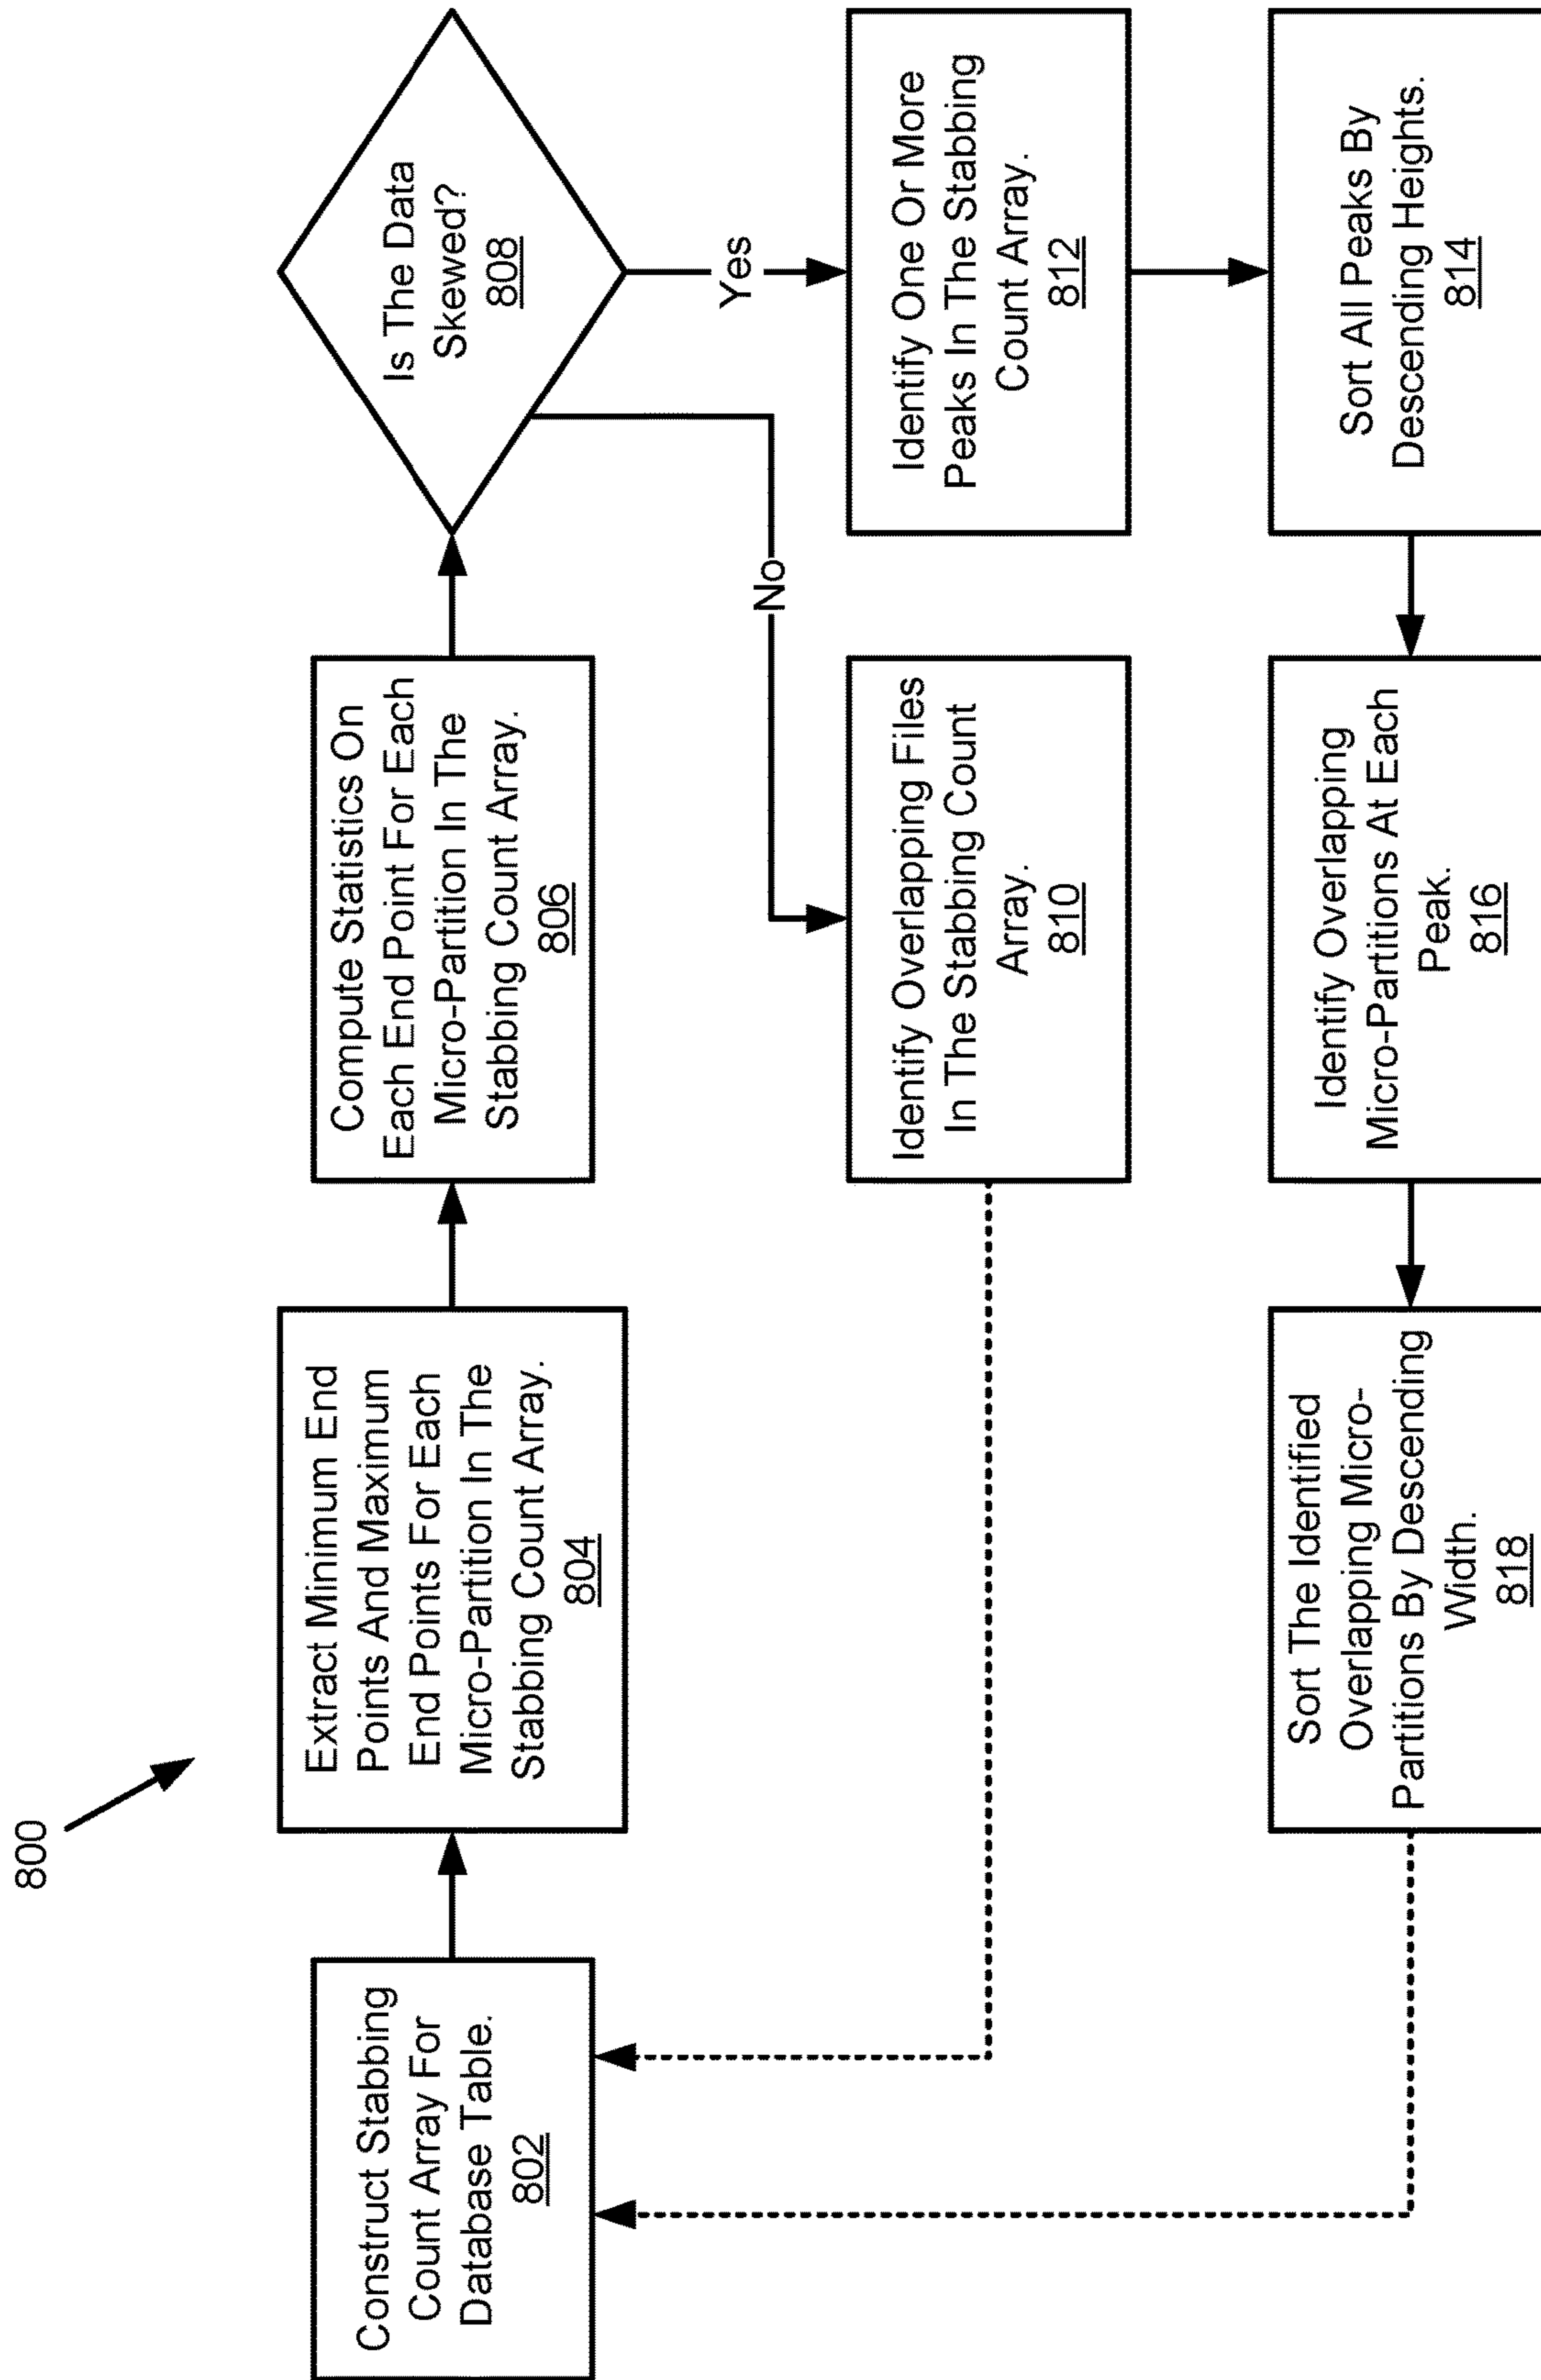 800
Construct Stabbing
Count Array For
Database Table.
802
Extract Minimum End
Points And Maximum
End Points For Each
Micro-Partition In The
Stabbing Count Array.
804
Compute Statistics On
Each End Point For Each
Micro-Partition In The
Stabbing Count Array.
806
Is The Data
Skewed?
808
No
Yes
Identify Overlapping Files
In The Stabbing Count
Array.
810
Identify One Or More
Peaks In The Stabbing
Count Array.
812
Sort All Peaks By
Descending Heights.
814
Identify Overlapping
Micro-Partitions At Each
Peak.
816
Sort The Identified
Overlapping Micro-
Partitions By Descending
Width.
818